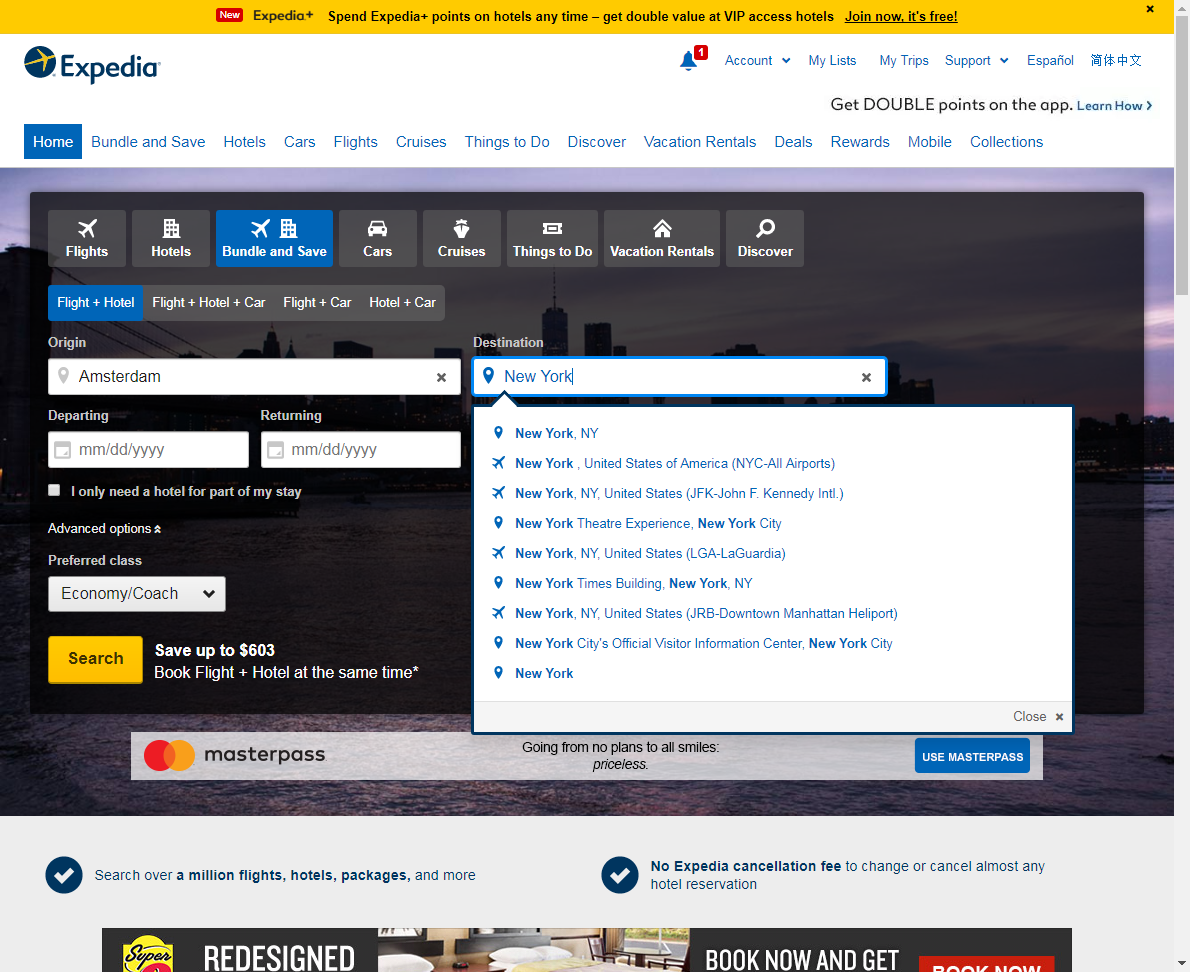 New Expedia+ Spend Expedia+ points on hotels any time – get double value at VIP access hotels Join now, it's free!
Expedia
1 Account My Lists My Trips Support Español 简体中文
Get DOUBLE points on the app. Learn How
Home Bundle and Save Hotels Cars Flights Cruises Things to Do Discover Vacation Rentals Deals Rewards Mobile Collections
Flights Hotels Bundle and Save Cars Cruises Things to Do Vacation Rentals Discover
Flight + Hotel Flight + Hotel + Car Flight + Car Hotel + Car
Origin
Amsterdam
Destination
New York
Departing
mm/dd/yyyy
Returning
mm/dd/yyyy
I only need a hotel for part of my stay
Advanced options
Preferred class
Economy/Coach
Search
Save up to $603
Book Flight + Hotel at the same time*
New York, NY
New York , United States of America (NYC-All Airports)
New York, NY, United States (JFK-John F. Kennedy Intl.)
New York Theatre Experience, New York City
New York, NY, United States (LGA-LaGuardia)
New York Times Building, New York, NY
New York, NY, United States (JRB-Downtown Manhattan Heliport)
New York City's Official Visitor Information Center, New York City
New York
Close
masterpass
Going from no plans to all smiles:
priceless.
USE MASTERPASS
Search over a million flights, hotels, packages, and more
No Expedia cancellation fee to change or cancel almost any
hotel reservation
Super
REDESIGNED
BOOK NOW AND GET
BOOK NOW